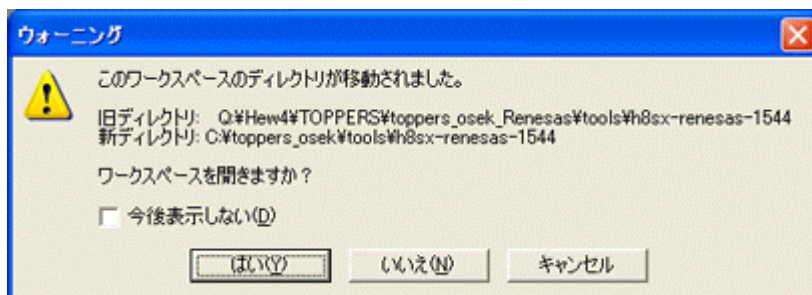 ウォーニング
このワークスペースのディレクトリが移動されました。
旧ディレクトリ: Q:¥Hew4¥TOPPERS¥toppers_osek_Renesas¥tools¥h8sx-renesas-1544
新ディレクトリ: C:¥toppers_osek¥tools¥h8sx-renesas-1544
ワークスペースを開きますか？
今後表示しない(D)
はい(Y) いいえ(N) キャンセル